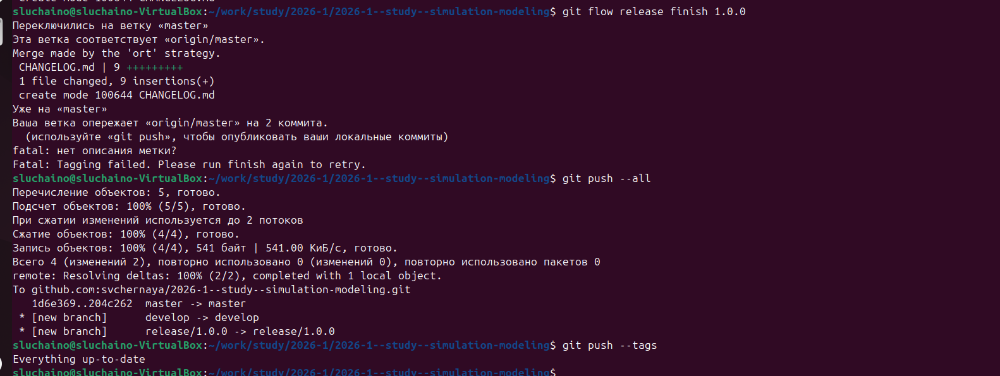 create mode 100644 CHANGELOG.md
sluchaino@sluchaino-VirtualBox:~/work/study/2026-1/2026-1--study--simulation-modeling$ git flow release finish 1.0.0
Переключились на ветку «master»
Эта ветка соответствует «origin/master».
Merge made by the 'ort' strategy.
 CHANGELOG.md | 9 +++++++++
 1 file changed, 9 insertions(+)
 create mode 100644 CHANGELOG.md
Уже на «master»
Ваша ветка опережает «origin/master» на 2 коммита.
  (используйте «git push», чтобы опубликовать ваши локальные коммиты)
fatal: нет описания метки?
Fatal: Tagging failed. Please run finish again to retry.
sluchaino@sluchaino-VirtualBox:~/work/study/2026-1/2026-1--study--simulation-modeling$ git push --all
Перечисление объектов: 5, готово.
Подсчет объектов: 100% (5/5), готово.
При сжатии изменений используется до 2 потоков
Сжатие объектов: 100% (4/4), готово.
Запись объектов: 100% (4/4), 541 байт | 541.00 КиБ/с, готово.
Всего 4 (изменений 2), повторно использовано 0 (изменений 0), повторно использовано пакетов 0
remote: Resolving deltas: 100% (2/2), completed with 1 local object.
To github.com:svchernaya/2026-1--study--simulation-modeling.git
   1d6e369..204c262  master -> master
 * [new branch]      develop -> develop
 * [new branch]      release/1.0.0 -> release/1.0.0
sluchaino@sluchaino-VirtualBox:~/work/study/2026-1/2026-1--study--simulation-modeling$ git push --tags
Everything up-to-date
sluchaino@sluchaino-VirtualBox:~/work/study/2026-1/2026-1--study--simulation-modeling$